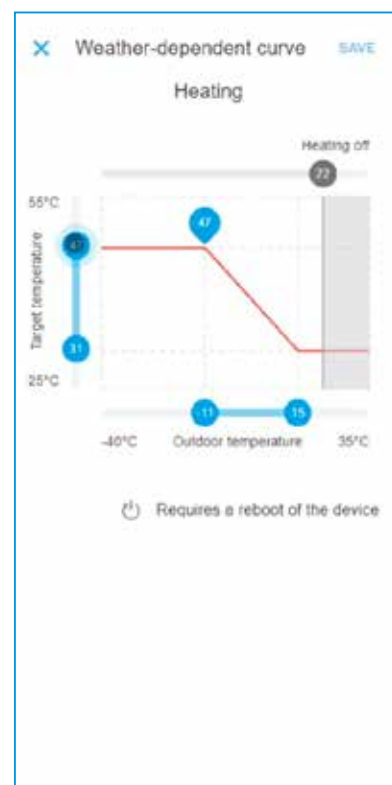 Weather-dependent curve SAVE
Heating
Heating off
22
55°C
47
47
Target temperature
31
25°C
-11 15
-40°C Outdoor temperature 35°C
Requires a reboot of the device